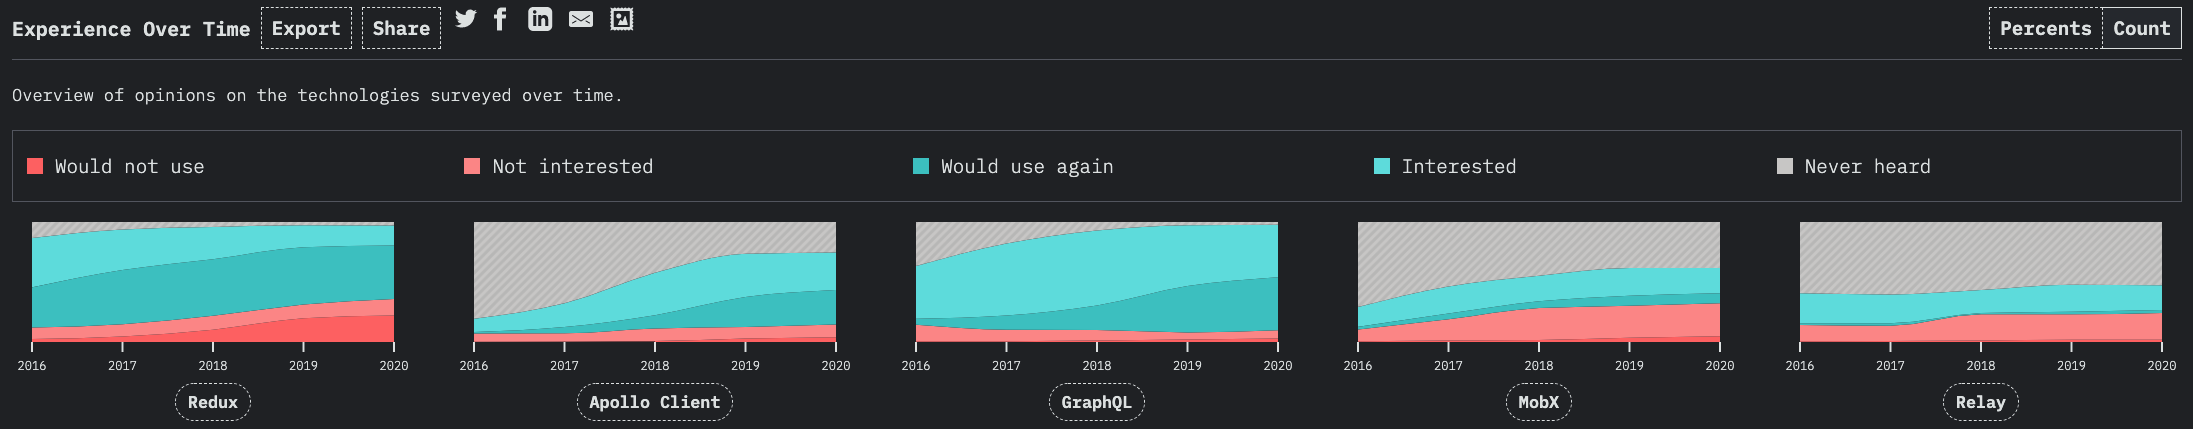 Experience Over Time Export Share Percents Count
Overview of opinions on the technologies surveyed over time.
Would not use Not interested Would use again Interested Never heard
2016 2017 2018 2019 2020 2016 2017 2018 2019 2020 2016 2017 2018 2019 2020 2016 2017 2018 2019 2020 2016 2017 2018 2019 2020
Redux Apollo Client GraphQL MobX Relay